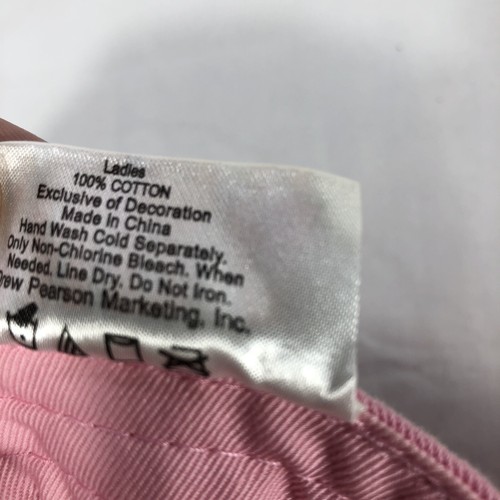 Ladies
100% COTTON
Exclusive of Decoration
Made In China
Hand Wash Cold Separately.
Only Non-Chlorine Bleach. When
Needed. Line Dry. Do Not Iron.
Drew Pearson Marketing, Inc.